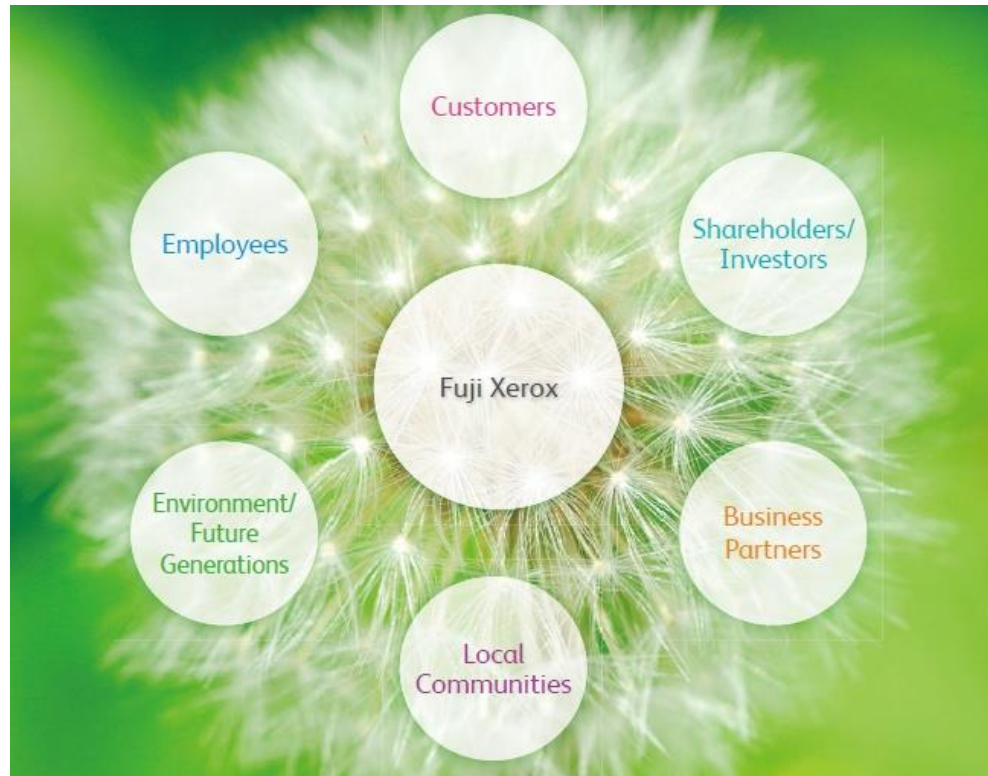 Customers
Employees
Shareholders/
Investors
Fuji Xerox
Environment/
Future
Generations
Business
Partners
Local
Communities